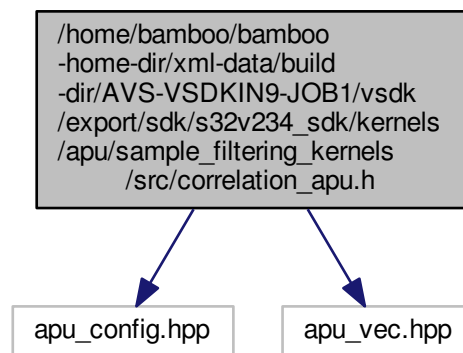 /home/bamboo/bamboo
-home-dir/xml-data/build
-dir/AVS-VSDKIN9-JOB1/vsdk
/export/sdk/s32v234_sdk/kernels
/apu/sample_filtering_kernels
/src/correlation_apu.h
apu_config.hpp
apu_vec.hpp